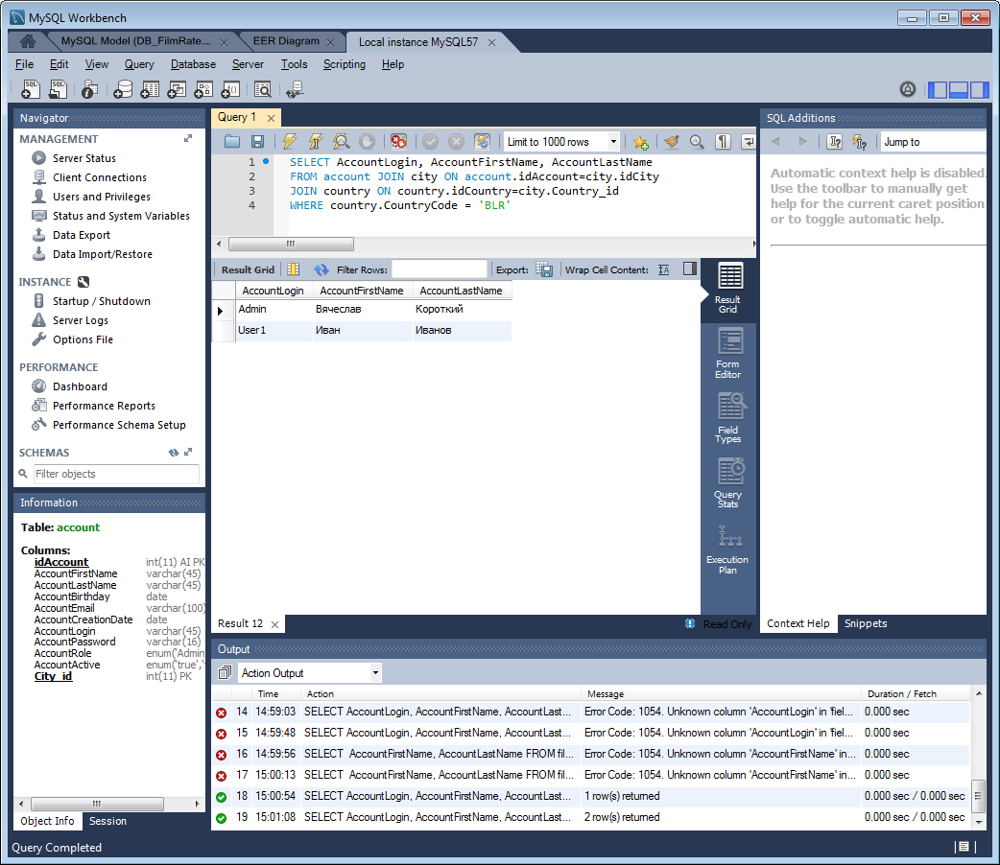 MySQL Workbench
MySQL Model (DB_FilmRate... EER Diagram Local instance MySQL57
File Edit View Query Database Server Tools Scripting Help
Navigator
MANAGEMENT
Server Status
Client Connections
Users and Privileges
Status and System Variables
Data Export
Data Import/Restore
INSTANCE
Startup / Shutdown
Server Logs
Options File
PERFORMANCE
Dashboard
Performance Reports
Performance Schema Setup
SCHEMAS
Filter objects
Information
Table: account
Columns:
idAccount int(11) AI PK
AccountFirstName varchar(45)
AccountLastName varchar(45)
AccountBirthday date
AccountEmail varchar(100)
AccountCreationDate date
AccountLogin varchar(45)
AccountPassword varchar(16)
AccountRole enum('Admin
AccountActive enum('true','
City_id int(11) PK
Object Info Session
Query 1
Limit to 1000 rows
1 SELECT AccountLogin, AccountFirstName, AccountLastName
2 FROM account JOIN city ON account.idAccount=city.idCity
3 JOIN country ON country.idCountry=city.Country_id
4 WHERE country.CountryCode = 'BLR'
Result Grid Filter Rows: Export: Wrap Cell Content:
AccountLogin AccountFirstName AccountLastName
Admin Вячеслав Короткий
User1 Иван Иванов
Result
Grid
Form
Editor
Field
Types
Query
Stats
Execution
Plan
Result 12 Read Only
SQL Additions
Jump to
Automatic context help is disabled.
Use the toolbar to manually get
help for the current caret position
or to toggle automatic help.
Context Help Snippets
Output
Action Output
Time Action Message Duration / Fetch
14 14:59:03 SELECT AccountLogin, AccountFirstName, AccountLast... Error Code: 1054. Unknown column 'AccountLogin' in 'fiel... 0.000 sec
15 14:59:48 SELECT AccountLogin, AccountFirstName, AccountLast... Error Code: 1054. Unknown column 'AccountLogin' in 'fiel... 0.000 sec
16 14:59:56 SELECT AccountFirstName, AccountLastName FROM fil... Error Code: 1054. Unknown column 'AccountFirstName' in... 0.000 sec
17 15:00:13 SELECT AccountFirstName, AccountLastName FROM fil... Error Code: 1054. Unknown column 'AccountFirstName' in... 0.000 sec
18 15:00:54 SELECT AccountLogin, AccountFirstName, AccountLast... 1 row(s) returned 0.000 sec / 0.000 sec
19 15:01:08 SELECT AccountLogin, AccountFirstName, AccountLast... 2 row(s) returned 0.000 sec / 0.000 sec
Query Completed